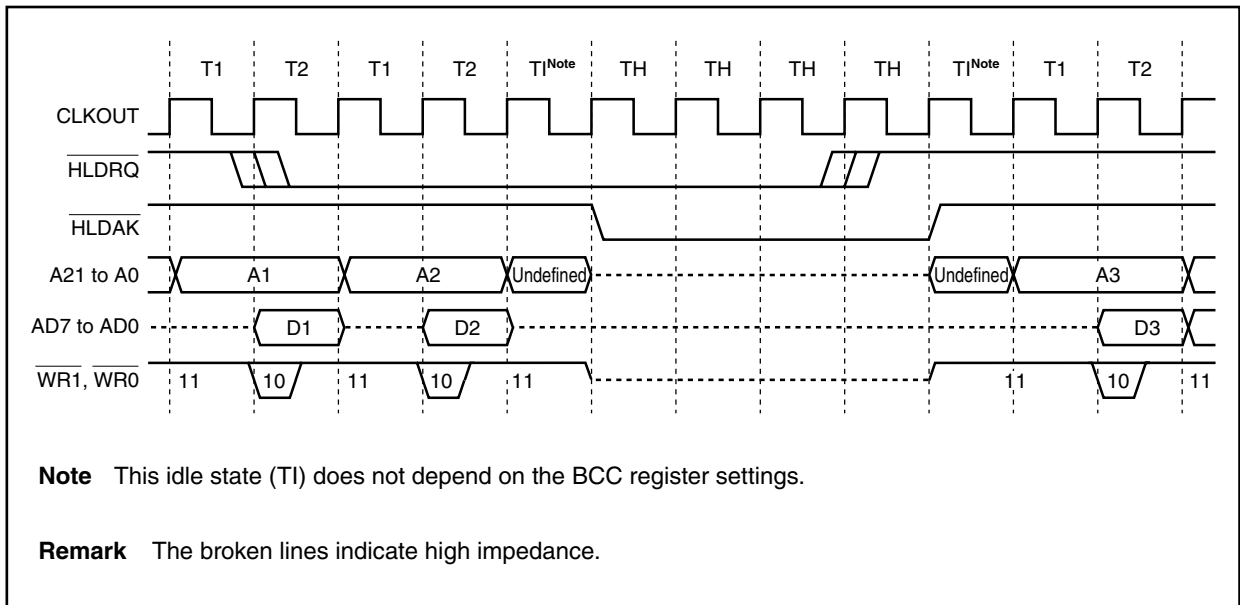 T1 T2 T1 T2 TINote TH TH TH TH TINote T1 T2
CLKOUT
HLDRQ
HLDAK
A21 to A0 A1 A2 Undefined Undefined A3
AD7 to AD0 D1 D2 D3
WR1, WR0 11 10 11 10 11 11 10 11
Note This idle state (TI) does not depend on the BCC register settings.
Remark The broken lines indicate high impedance.